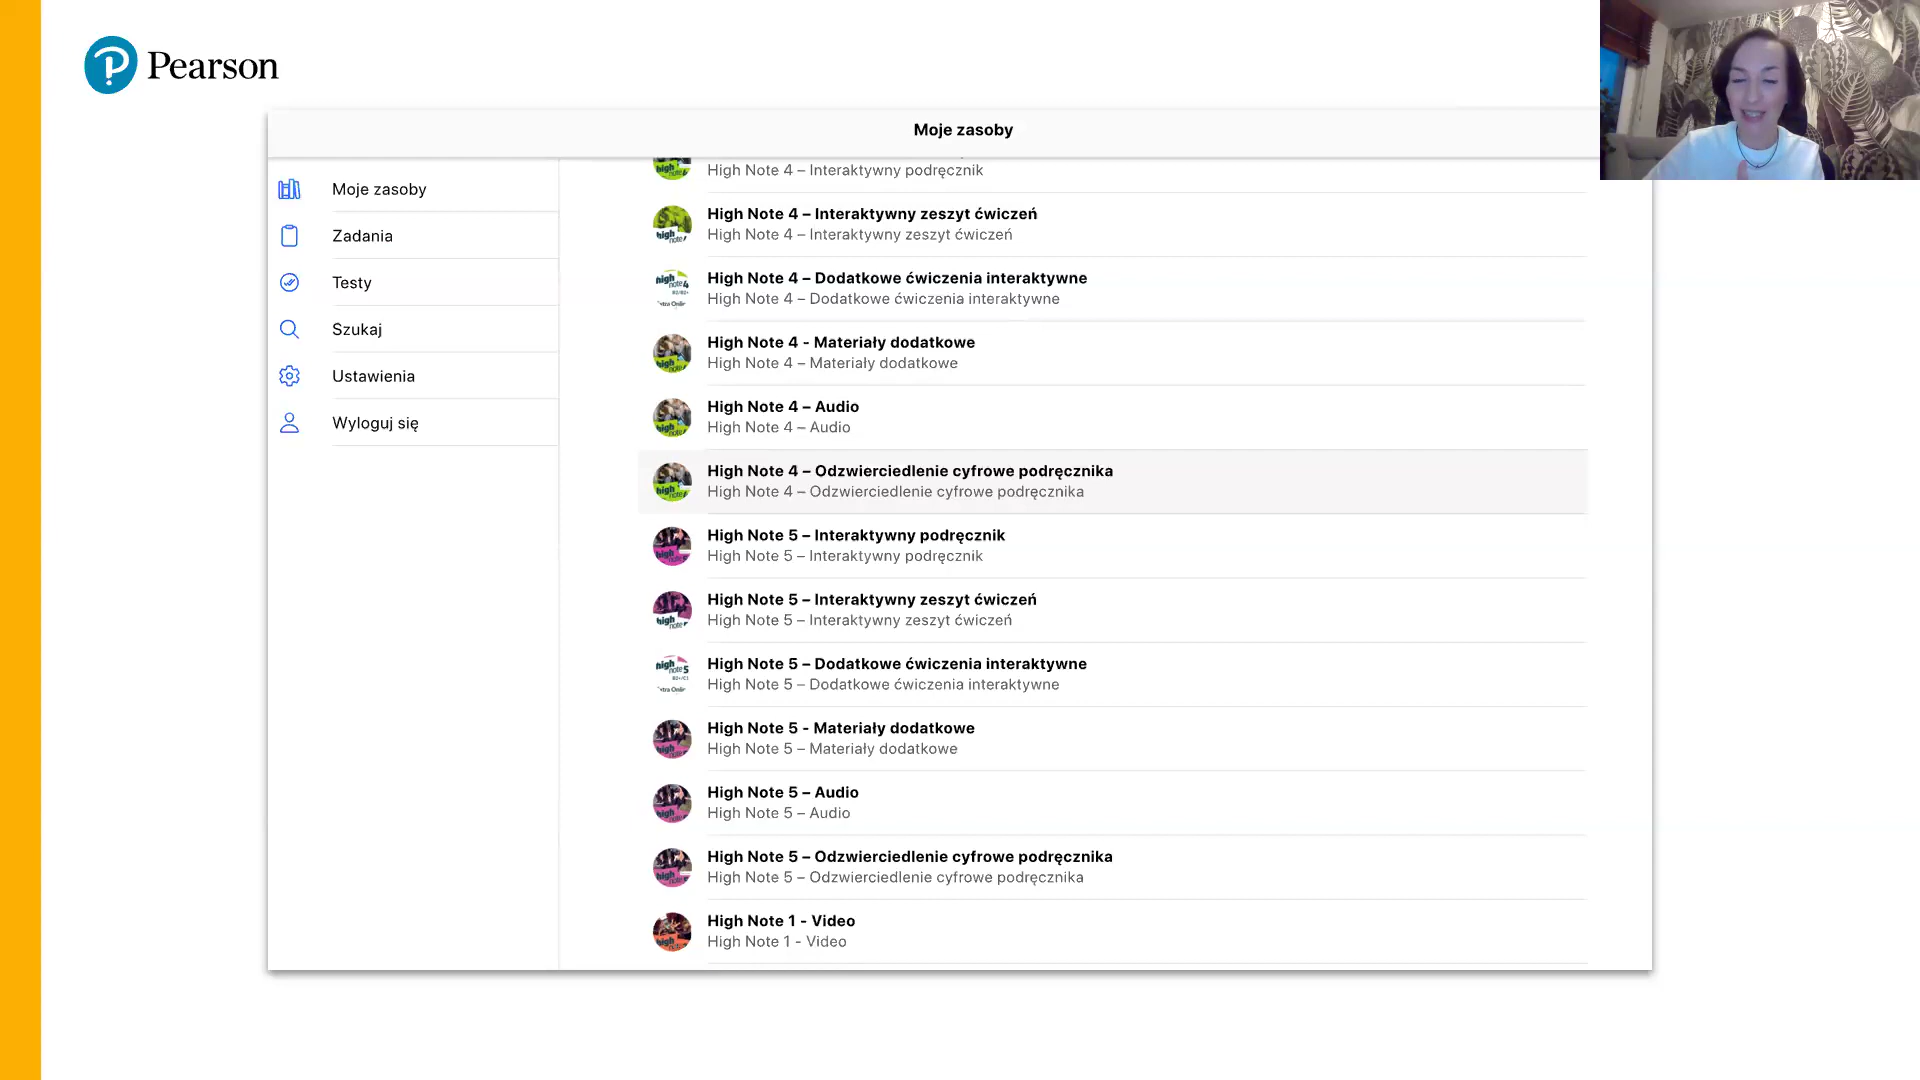 Pearson
Moje zasoby
Moje zasoby
Zadania
Testy
Szukaj
Ustawienia
Wyloguj się
High Note 4 – Interaktywny podręcznik
High Note 4 – Interaktywny zeszyt ćwiczeń
High Note 4 – Interaktywny zeszyt ćwiczeń
High Note 4 – Dodatkowe ćwiczenia interaktywne
High Note 4 – Dodatkowe ćwiczenia interaktywne
High Note 4 - Materiały dodatkowe
High Note 4 – Materiały dodatkowe
High Note 4 – Audio
High Note 4 – Audio
High Note 4 – Odzwierciedlenie cyfrowe podręcznika
High Note 4 – Odzwierciedlenie cyfrowe podręcznika
High Note 5 – Interaktywny podręcznik
High Note 5 – Interaktywny podręcznik
High Note 5 – Interaktywny zeszyt ćwiczeń
High Note 5 – Interaktywny zeszyt ćwiczeń
High Note 5 – Dodatkowe ćwiczenia interaktywne
High Note 5 – Dodatkowe ćwiczenia interaktywne
High Note 5 - Materiały dodatkowe
High Note 5 – Materiały dodatkowe
High Note 5 – Audio
High Note 5 – Audio
High Note 5 – Odzwierciedlenie cyfrowe podręcznika
High Note 5 – Odzwierciedlenie cyfrowe podręcznika
High Note 1 - Video
High Note 1 - Video